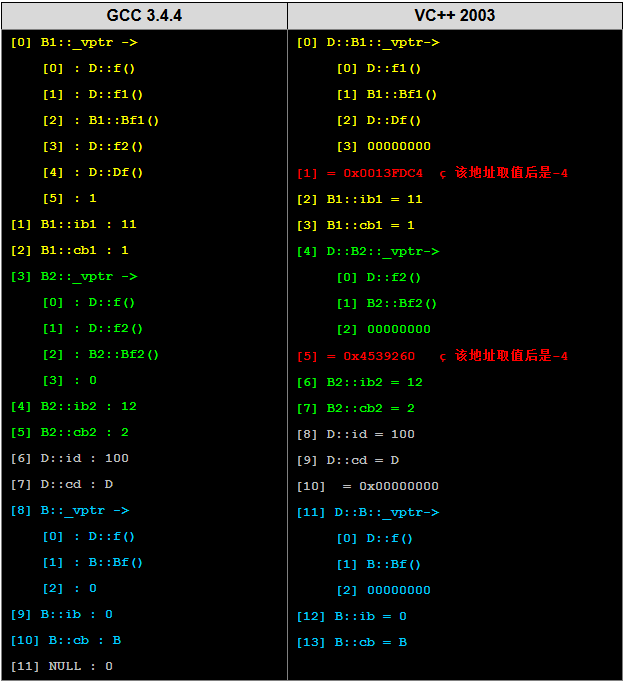 GCC 3.4.4
[0] B1::_vptr ->
[0] : D::f()
[1] : D::f1()
[2] : B1::Bf1()
[3] : D::f2()
[4] : D::Df()
[5] : 1
[1] B1::ib1 : 11
[2] B1::cb1 : 1
[3] B2::_vptr ->
[0] : D::f()
[1] : D::f2()
[2] : B2::Bf2()
[3] : 0
[4] B2::ib2 : 12
[5] B2::cb2 : 2
[6] D::id : 100
[7] D::cd : D
[8] B::_vptr ->
[0] : D::f()
[1] : B::Bf()
[2] : 0
[9] B::ib : 0
[10] B::cb : B
[11] NULL : 0
VC++ 2003
[0] D::B1::_vptr->
[0] D::f1()
[1] B1::Bf1()
[2] D::Df()
[3] 00000000
[1] = 0x0013FDC4 ç 该地址取值后是-4
[2] B1::ib1 = 11
[3] B1::cb1 = 1
[4] D::B2::_vptr->
[0] D::f2()
[1] B2::Bf2()
[2] 00000000
[5] = 0x4539260 ç 该地址取值后是-4
[6] B2::ib2 = 12
[7] B2::cb2 = 2
[8] D::id = 100
[9] D::cd = D
[10] = 0x00000000
[11] D::B::_vptr->
[0] D::f()
[1] B::Bf()
[2] 00000000
[12] B::ib = 0
[13] B::cb = B